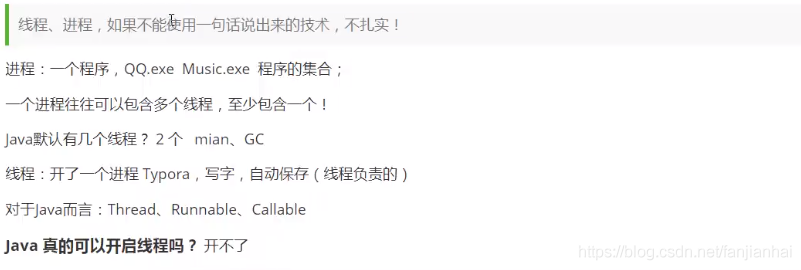 线程、进程，如果不能使用一句话说出来的技术，不扎实！
进程：一个程序，QQ.exe Music.exe 程序的集合；
一个进程往往可以包含多个线程，至少包含一个！
Java默认有几个线程？ 2 个 mian、GC
线程：开了一个进程 Typora，写字，自动保存（线程负责的）
对于Java而言：Thread、Runnable、Callable
Java 真的可以开启线程吗？ 开不了
https://blog.csdn.net/fanjianhai